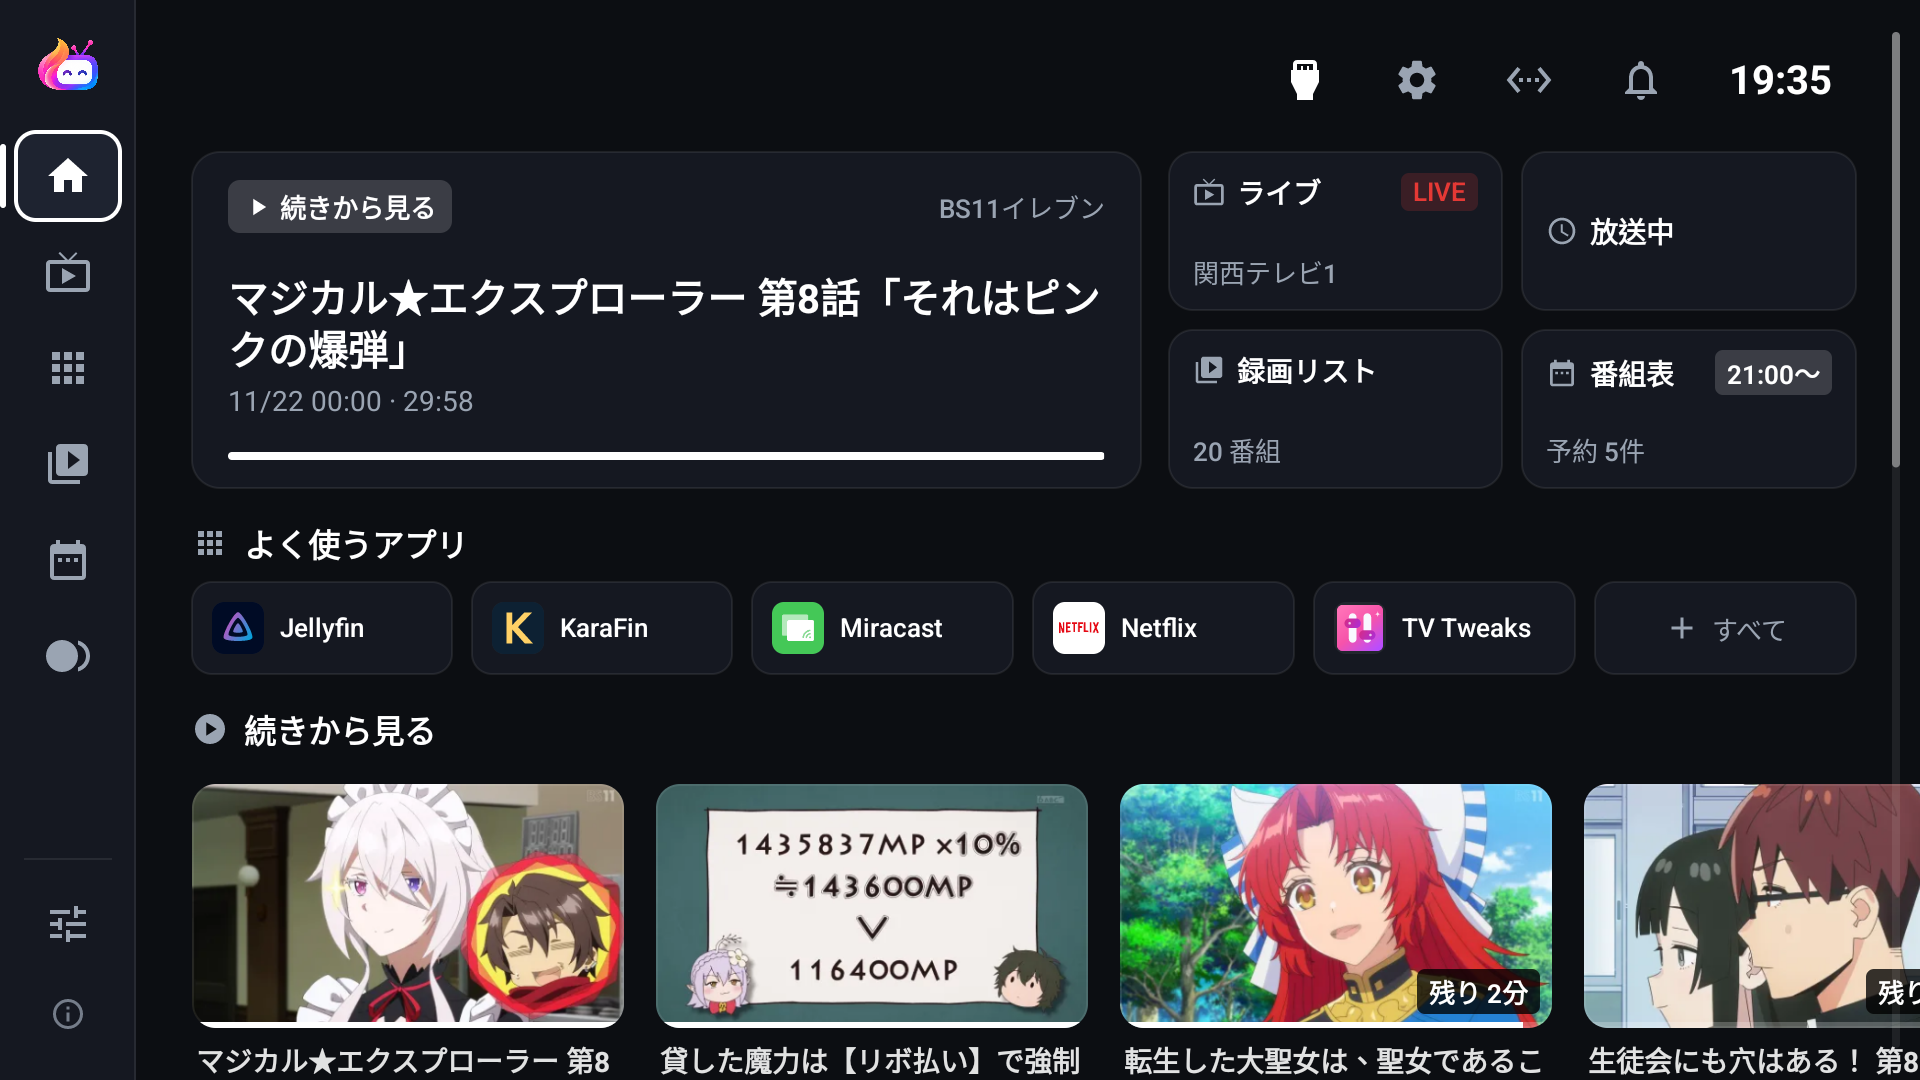 19:35
続きから見る
BS11イレブン
マジカル★エクスプローラー 第8話「それはピン
クの爆弾」
11/22 00:00 · 29:58
ライブ
LIVE
関西テレビ1
放送中
録画リスト
20 番組
番組表
21:00〜
予約 5件
よく使うアプリ
Jellyfin
KaraFin
Miracast
NETFLIX
Netflix
TV Tweaks
すべて
続きから見る
1435837MP ×10%
≒143600MP
116400MP
残り 2分
残り
マジカル★エクスプローラー 第8
貸した魔力は【リボ払い】で強制
転生した大聖女は、聖女であるこ
生徒会にも穴はある！ 第8